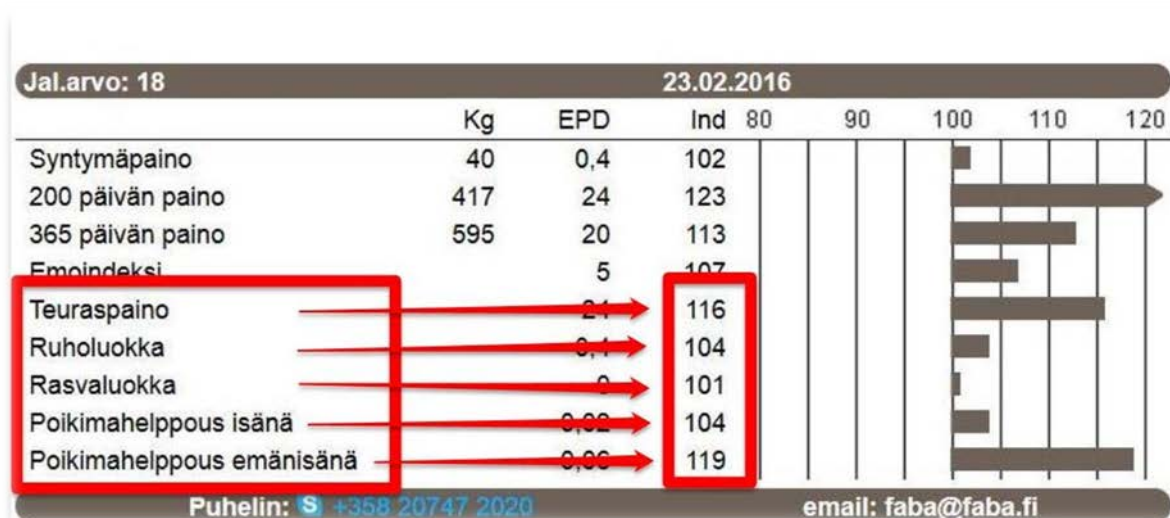 Jal.arvo: 18 23.02.2016
Kg EPD Ind 80 90 100 110 120
Syntymäpaino 40 0,4 102
200 päivän paino 417 24 123
365 päivän paino 595 20 113
Emoindeksi 5 107
Teuraspaino 116
Ruholuokka 104
Rasvaluokka 101
Poikimahelppous isänä 104
Poikimahelppous emänisänä 119
Puhelin: S +358 20747 2020 email: faba@faba.fi